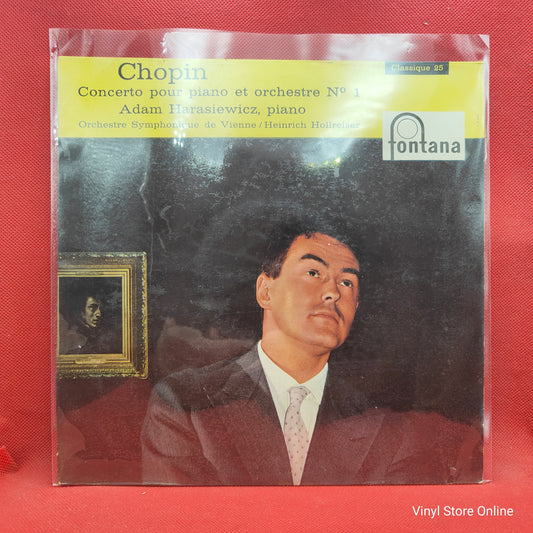 Chopin
Classique 25
Concerto pour piano et orchestre Nº 1
Adam Harasiewicz, piano
Orchestre Symphonique de Vienne / Heinrich Hollreiser
fontana
Vinyl Store Online